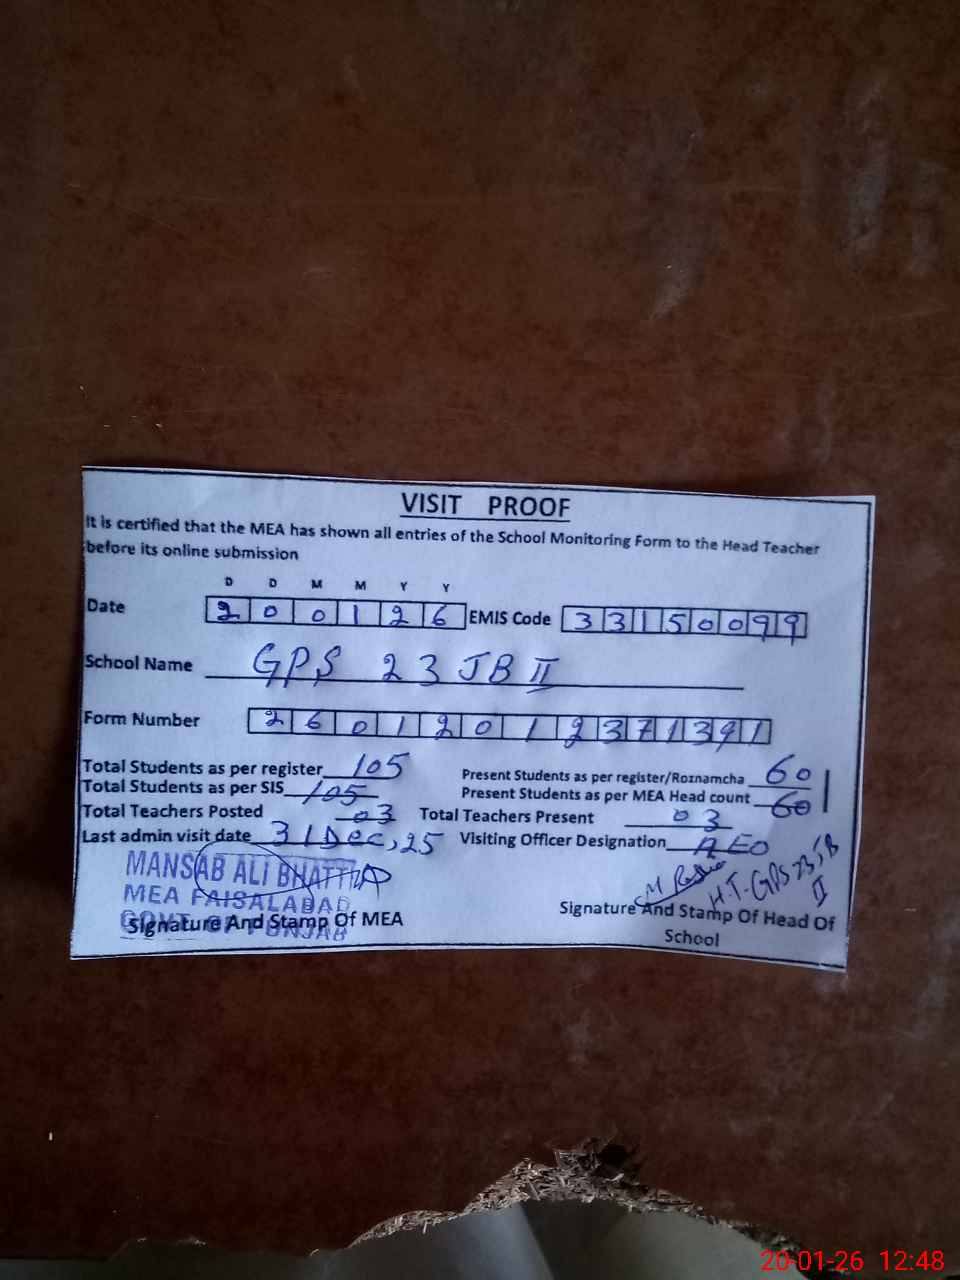 VISIT PROOF
It is certified that the MEA has shown all entries of the School Monitoring Form to the Head Teacher
before its online submission
D D M M Y Y
Date 2 0 0 1 2 6 EMIS Code 3 3 1 5 0 0 9 9
School Name GPS 23 JB II
Form Number 2 6 0 1 2 0 1 2 3 7 1 3 9 1
Total Students as per register 105 Present Students as per register/Roznamcha 60
Total Students as per SIS 105 Present Students as per MEA Head count 60
Total Teachers Posted 03 Total Teachers Present 03
Last admin visit date 31 Dec, 25 Visiting Officer Designation AEO
MANSAB ALI BHATTI
MEA FAISALABAD
GOVT OF PUNJAB
Signature And Stamp Of MEA
H.T. GPS 23 JB
II
Signature And Stamp Of Head Of
School
20-01-26 12:48